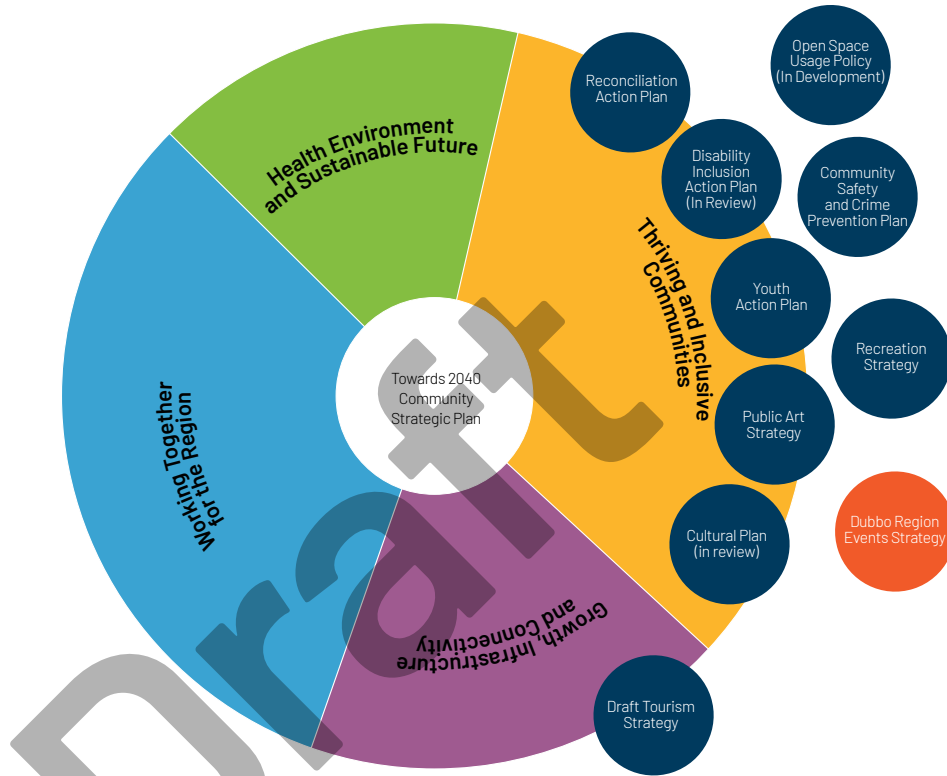 Health Environment
and Sustainable Future
Reconciliation
Action Plan
Open Space
Usage Policy
(In Development)
Disability
Inclusion
Action Plan
(In Review)
Community
Safety
and Crime
Prevention Plan
Thriving and Inclusive
Communities
Youth
Action Plan
Recreation
Strategy
Towards 2040
Community
Strategic Plan
Public Art
Strategy
Working Together
for the Region
Cultural Plan
(in review)
Dubbo Region
Events Strategy
Growth, Infrastructure
and Connectivity
Draft Tourism
Strategy
Draft